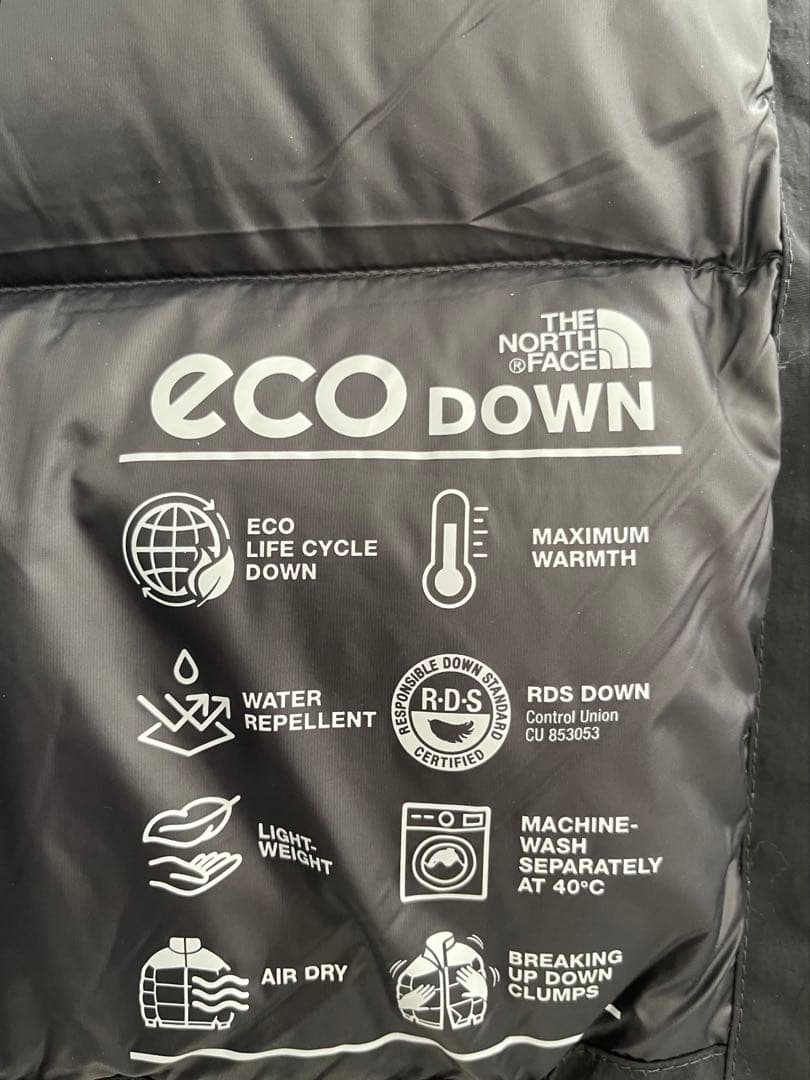 THE
NORTH
®FACE
eco DOWN
ECO
LIFE CYCLE
DOWN
MAXIMUM
WARMTH
WATER
REPELLENT
RESPONSIBLE DOWN STANDARD
R·D·S
CERTIFIED
RDS DOWN
Control Union
CU 853053
LIGHT-
WEIGHT
MACHINE-
WASH
SEPARATELY
AT 40°C
AIR DRY
BREAKING
UP DOWN
CLUMPS